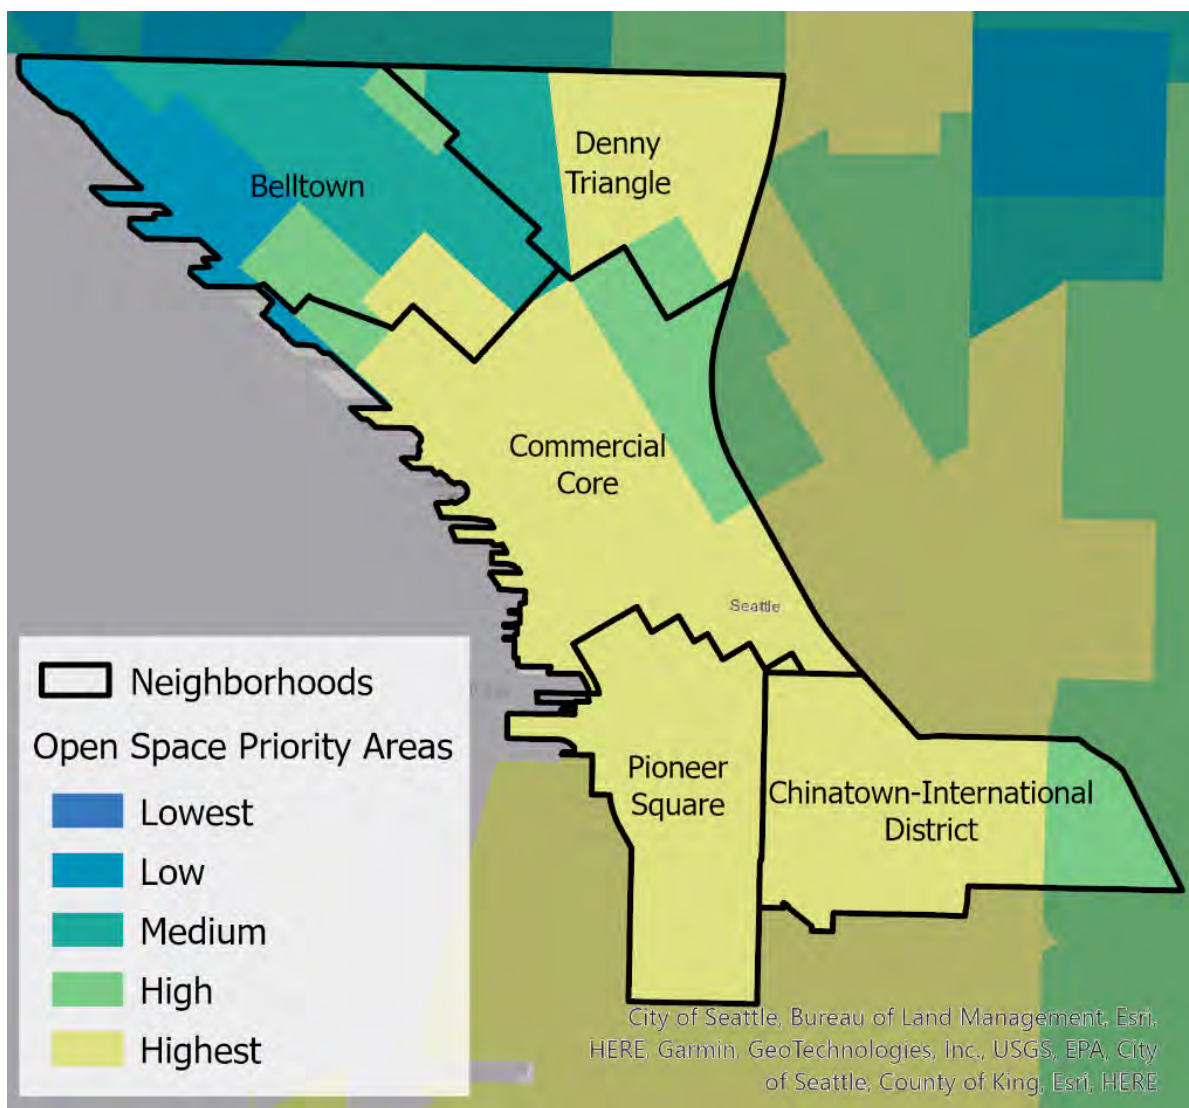 Denny
Triangle
Belltown
Commercial
Core
Seattle
Pioneer
Square
Chinatown-International
District
Neighborhoods
Open Space Priority Areas
Lowest
Low
Medium
High
Highest
City of Seattle, Bureau of Land Management, Esri,
HERE, Garmin, GeoTechnologies, Inc., USGS, EPA, City
of Seattle, County of King, Esri, HERE